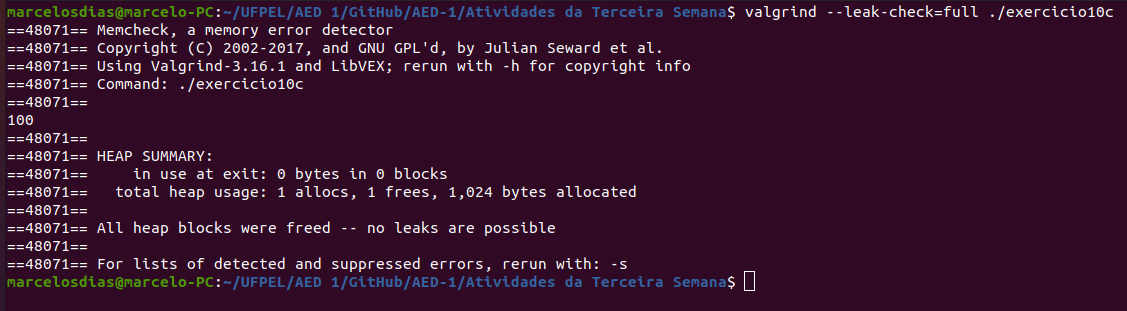 marcelosdias@marcelo-PC:~/UFPEL/AED 1/GitHub/AED-1/Atividades da Terceira Semana$ valgrind --leak-check=full ./exercicio10c
==48071== Memcheck, a memory error detector
==48071== Copyright (C) 2002-2017, and GNU GPL'd, by Julian Seward et al.
==48071== Using Valgrind-3.16.1 and LibVEX; rerun with -h for copyright info
==48071== Command: ./exercicio10c
==48071==
100
==48071==
==48071== HEAP SUMMARY:
==48071==     in use at exit: 0 bytes in 0 blocks
==48071==   total heap usage: 1 allocs, 1 frees, 1,024 bytes allocated
==48071==
==48071== All heap blocks were freed -- no leaks are possible
==48071==
==48071== For lists of detected and suppressed errors, rerun with: -s
marcelosdias@marcelo-PC:~/UFPEL/AED 1/GitHub/AED-1/Atividades da Terceira Semana$